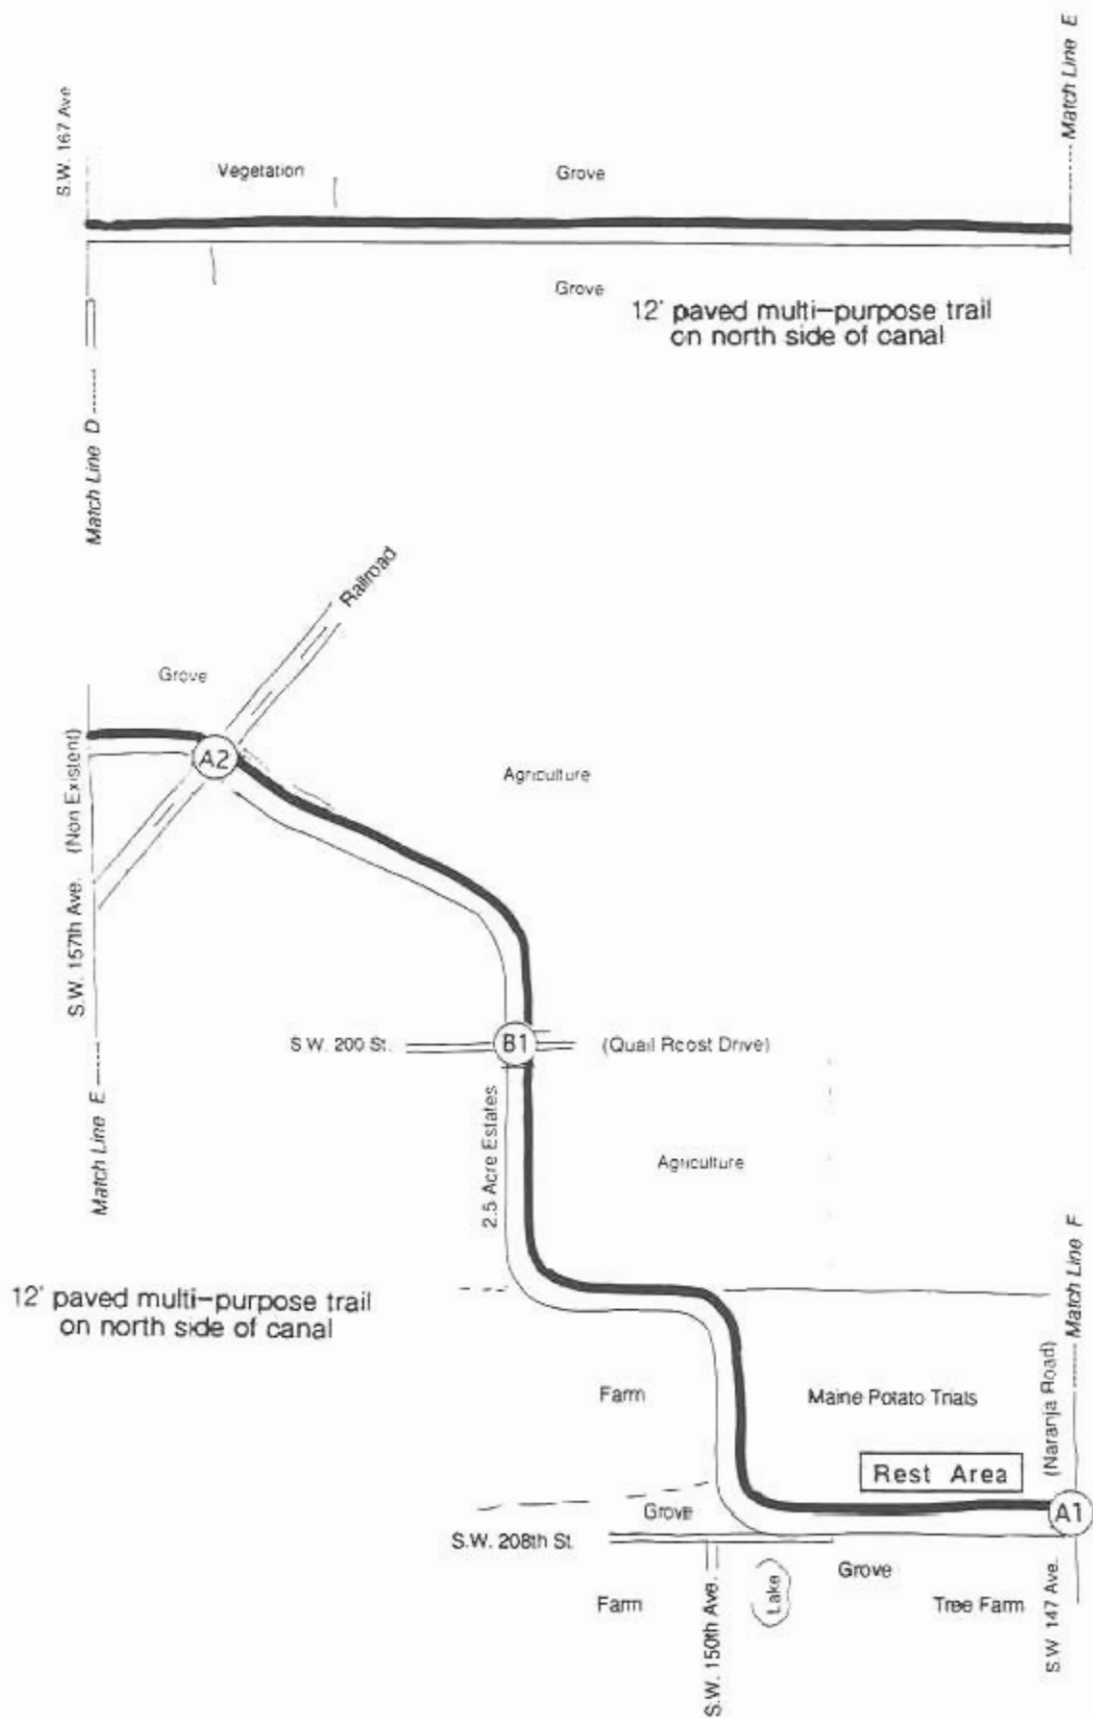 S.W. 167 Ave
Match Line E
Vegetation
Grove
Grove
12' paved multi-purpose trail
on north side of canal
Match Line D
Railroad
Grove
A2
Agriculture
S.W. 157th Ave. (Non Existent)
S.W. 200 St.
B1
(Quail Roost Drive)
Match Line E
2.5 Acre Estates
Agriculture
Match Line F
12' paved multi-purpose trail
on north side of canal
Farm
Maine Potato Trials
(Naranja Road)
Rest Area
Grove
A1
S.W. 208th St.
Grove
Farm
S.W. 150th Ave.
Lake
Tree Farm
S.W 147 Ave.